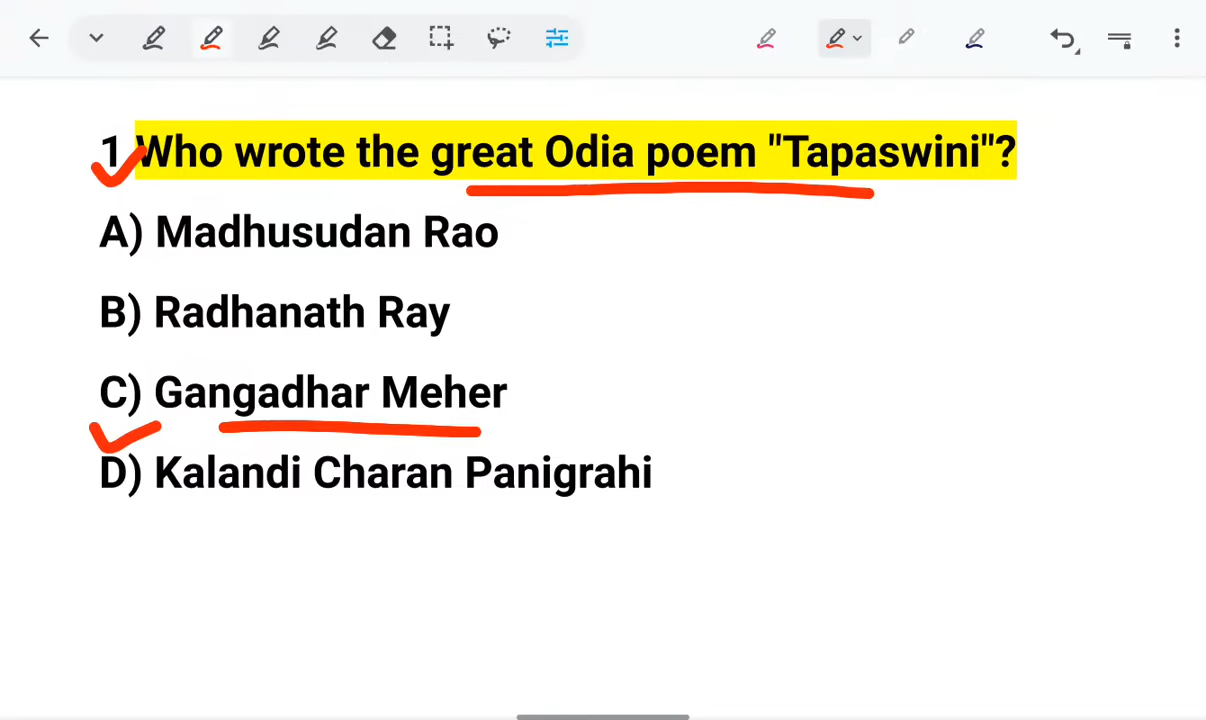 1 Who wrote the great Odia poem "Tapaswini"?
A) Madhusudan Rao
B) Radhanath Ray
C) Gangadhar Meher
D) Kalandi Charan Panigrahi